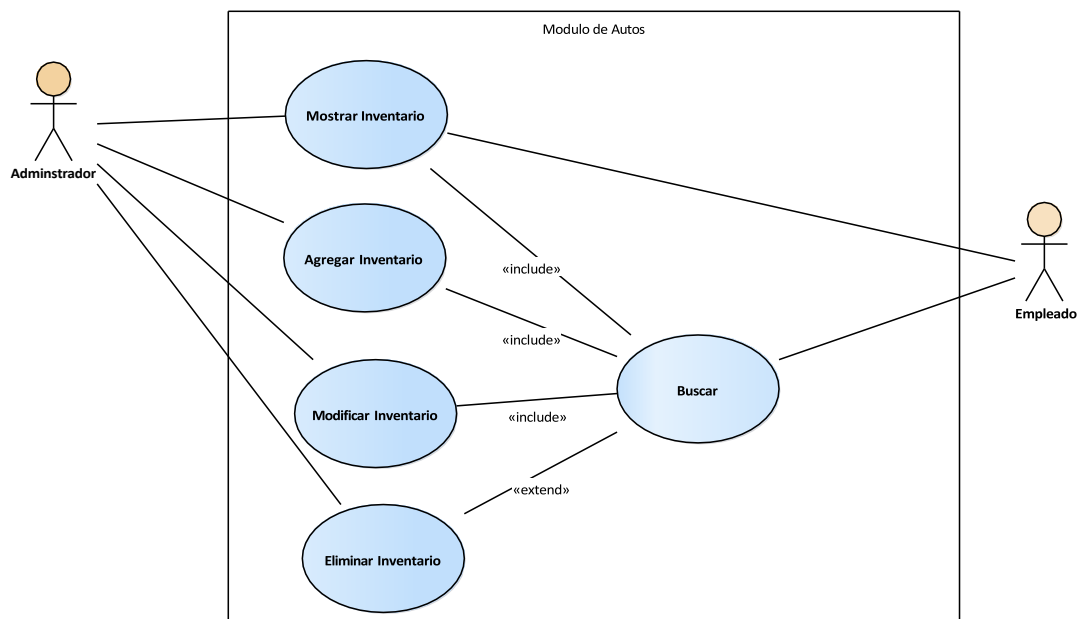 Modulo de Autos
Mostrar Inventario
Adminstrador
Agregar Inventario
«include»
Empleado
«include»
Buscar
Modificar Inventario
«include»
«extend»
Eliminar Inventario